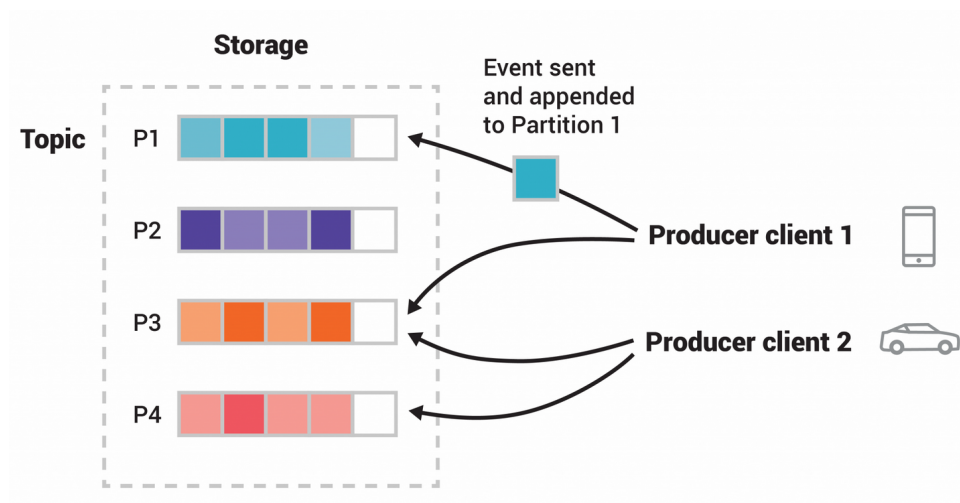 Storage
Event sent
and appended
to Partition 1
Topic
P1
P2
Producer client 1
P3
Producer client 2
P4